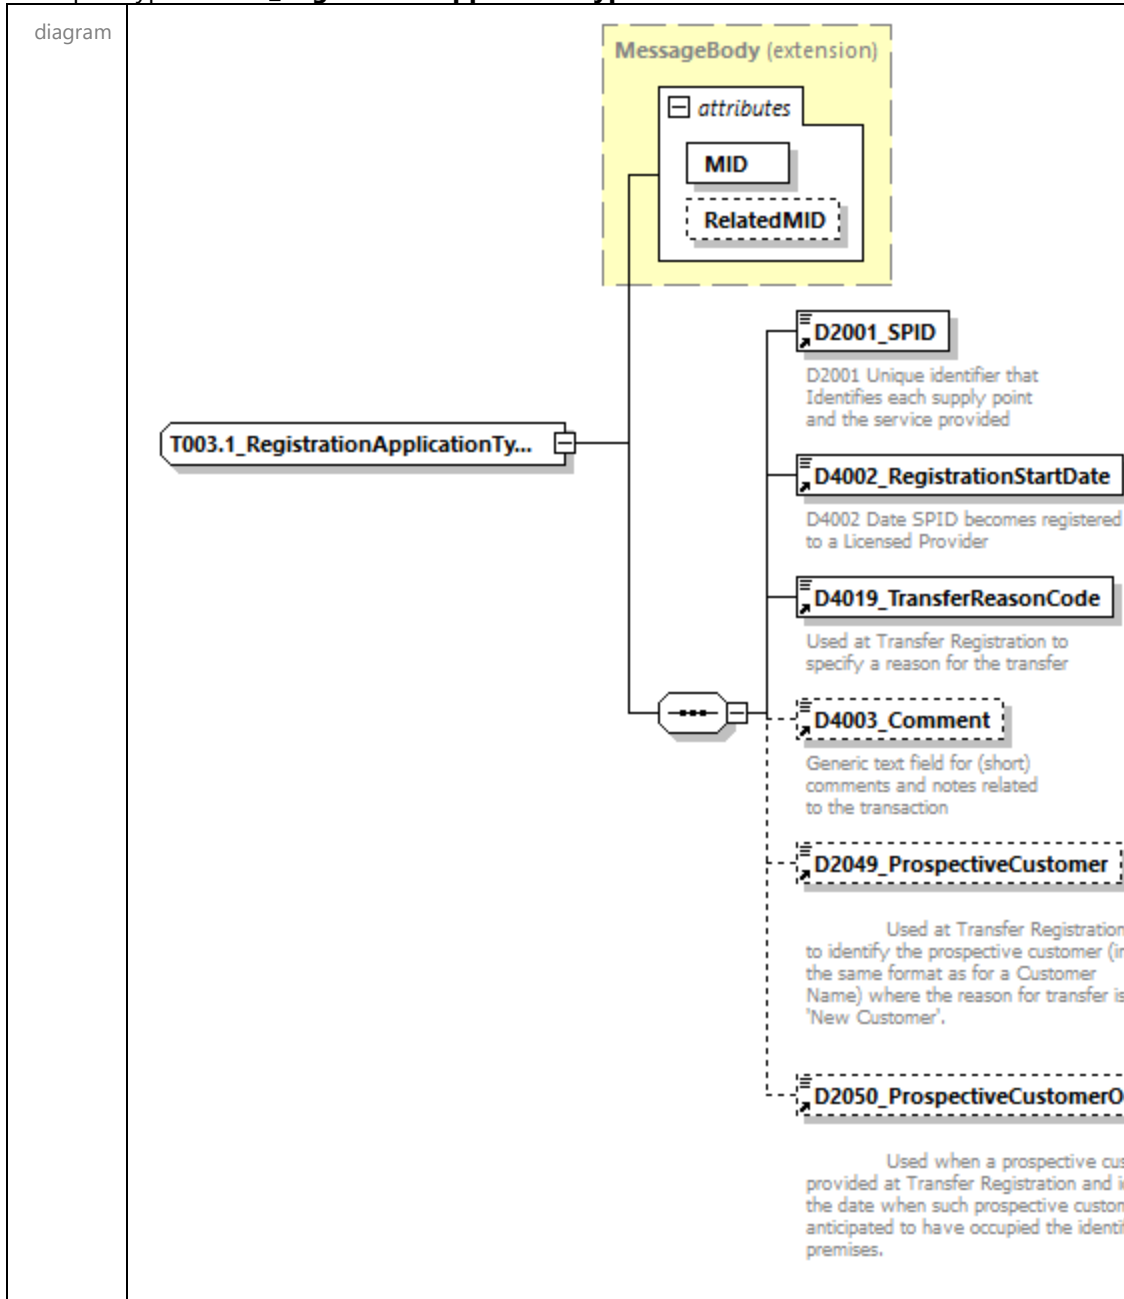 diagram
MessageBody (extension)
attributes
MID
RelatedMID
D2001_SPID
D2001 Unique identifier that
Identifies each supply point
and the service provided
T003.1_RegistrationApplicationTy...
D4002_RegistrationStartDate
D4002 Date SPID becomes registered
to a Licensed Provider
D4019_TransferReasonCode
Used at Transfer Registration to
specify a reason for the transfer
D4003_Comment
Generic text field for (short)
comments and notes related
to the transaction
D2049_ProspectiveCustomer
Used at Transfer Registration
to identify the prospective customer (in
the same format as for a Customer
Name) where the reason for transfer is
'New Customer'.
D2050_ProspectiveCustomerO
Used when a prospective cus
provided at Transfer Registration and i
the date when such prospective custom
anticipated to have occupied the identi
premises.